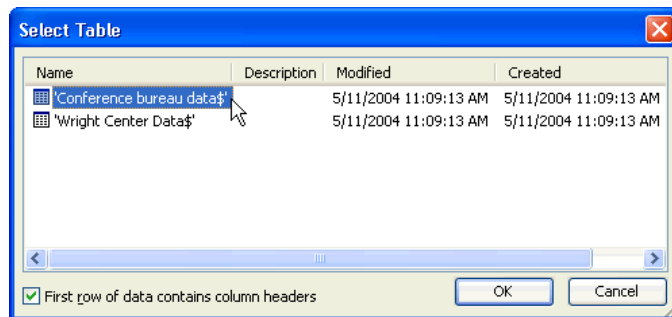 Select Table
Name Description Modified Created
'Conference bureau data$' 5/11/2004 11:09:13 AM 5/11/2004 11:09:13 AM
'Wright Center Data$' 5/11/2004 11:09:13 AM 5/11/2004 11:09:13 AM
First row of data contains column headers OK Cancel